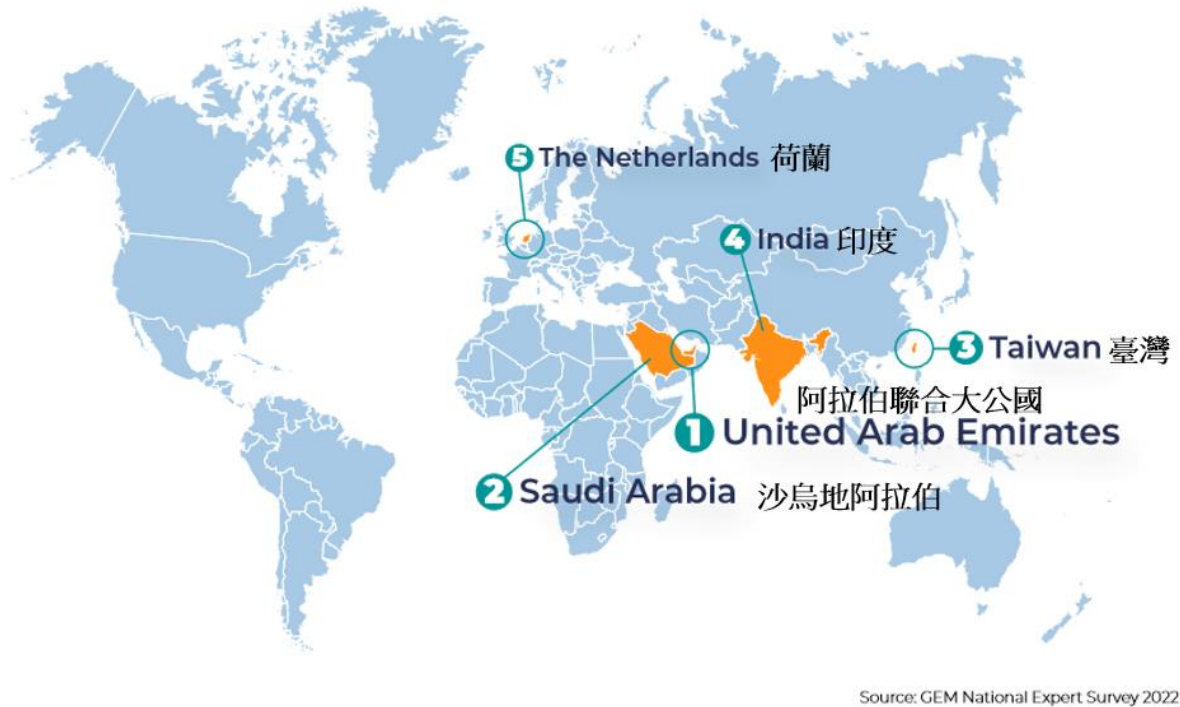 5 The Netherlands 荷蘭
4 India 印度
3 Taiwan 臺灣
阿拉伯聯合大公國
1 United Arab Emirates
2 Saudi Arabia 沙烏地阿拉伯
Source: GEM National Expert Survey 2022